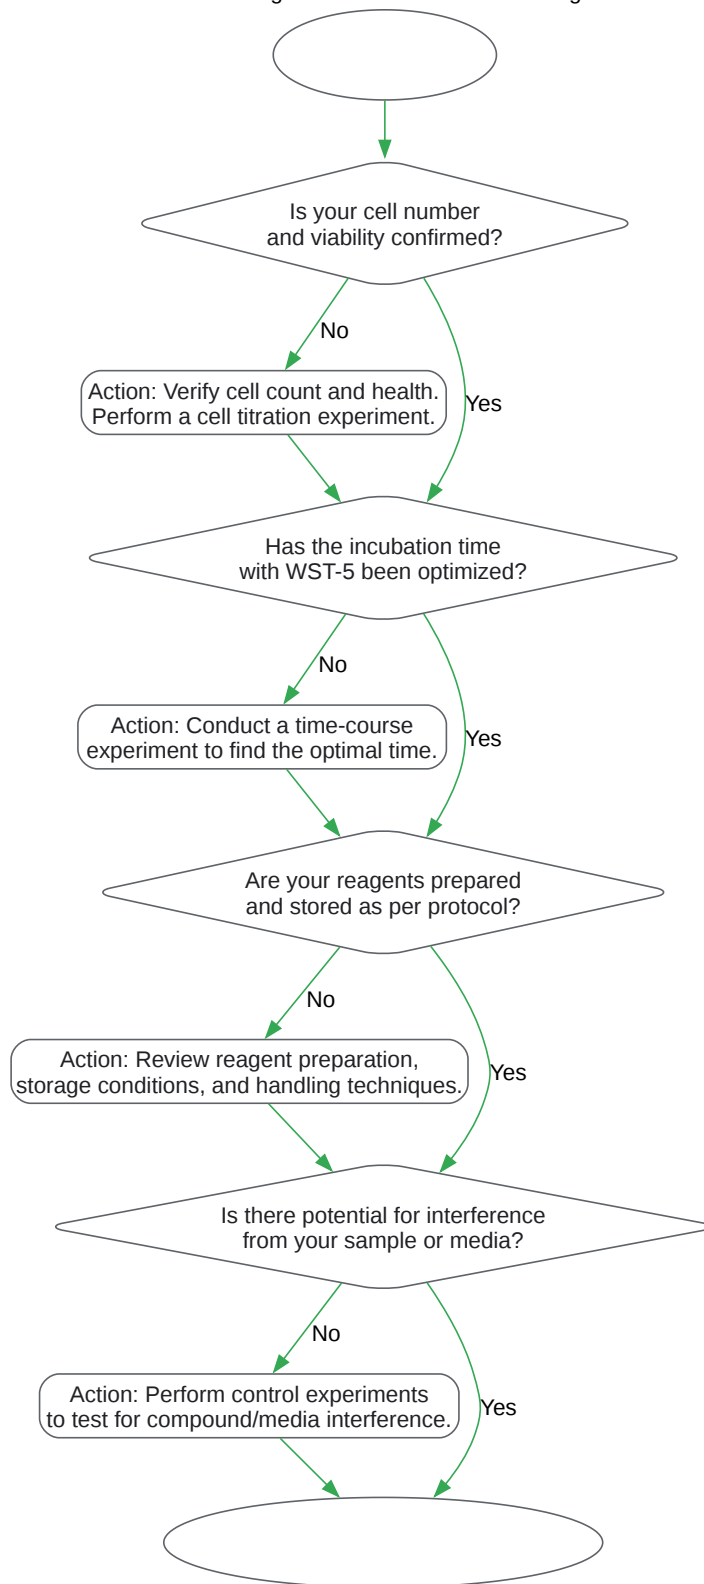 Is your cell number
and viability confirmed?
No
Action: Verify cell count and health.
Perform a cell titration experiment.
Yes
Has the incubation time
with WST-5 been optimized?
No
Action: Conduct a time-course
experiment to find the optimal time.
Yes
Are your reagents prepared
and stored as per protocol?
No
Action: Review reagent preparation,
storage conditions, and handling techniques.
Yes
Is there potential for interference
from your sample or media?
No
Action: Perform control experiments
to test for compound/media interference.
Yes